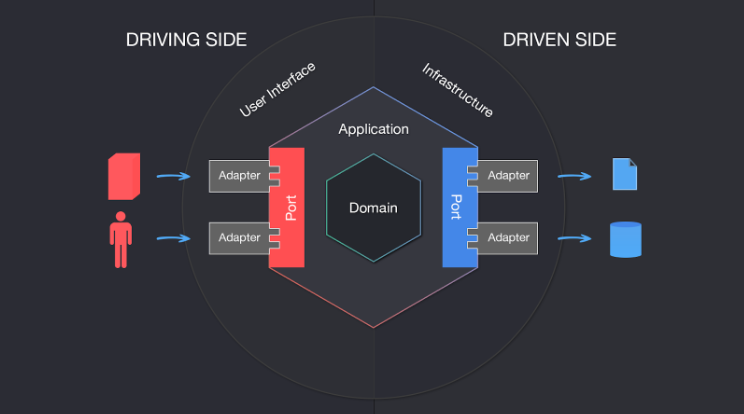 DRIVING SIDE
DRIVEN SIDE
User Interface
Infrastructure
Application
Adapter
Adapter
Port
Domain
Port
Adapter
Adapter